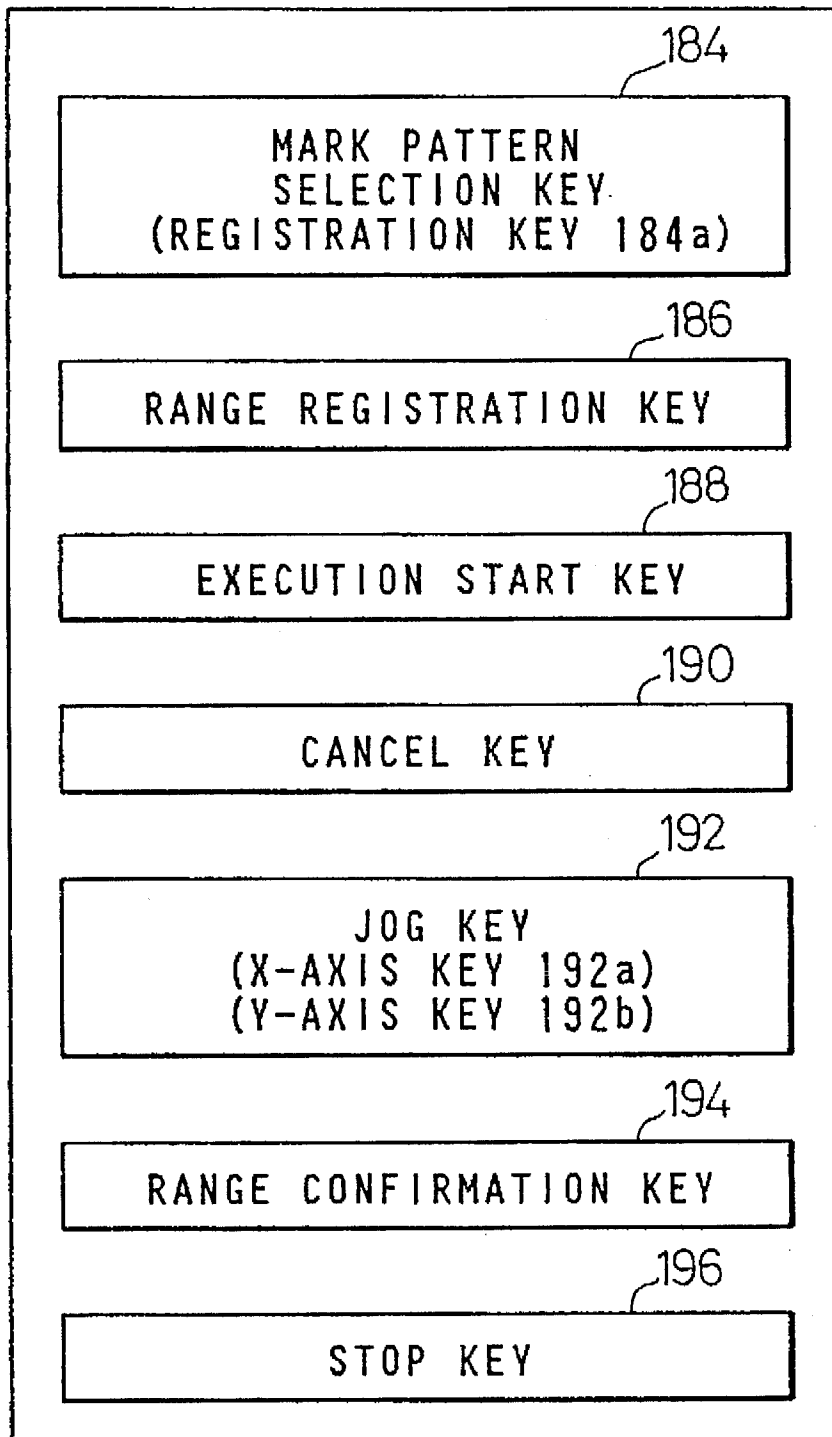 184
MARK PATTERN
SELECTION KEY
(REGISTRATION KEY 184a)
186
RANGE REGISTRATION KEY
188
EXECUTION START KEY
190
CANCEL KEY
192
JOG KEY
(X-AXIS KEY 192a)
(Y-AXIS KEY 192b)
194
RANGE CONFIRMATION KEY
196
STOP KEY